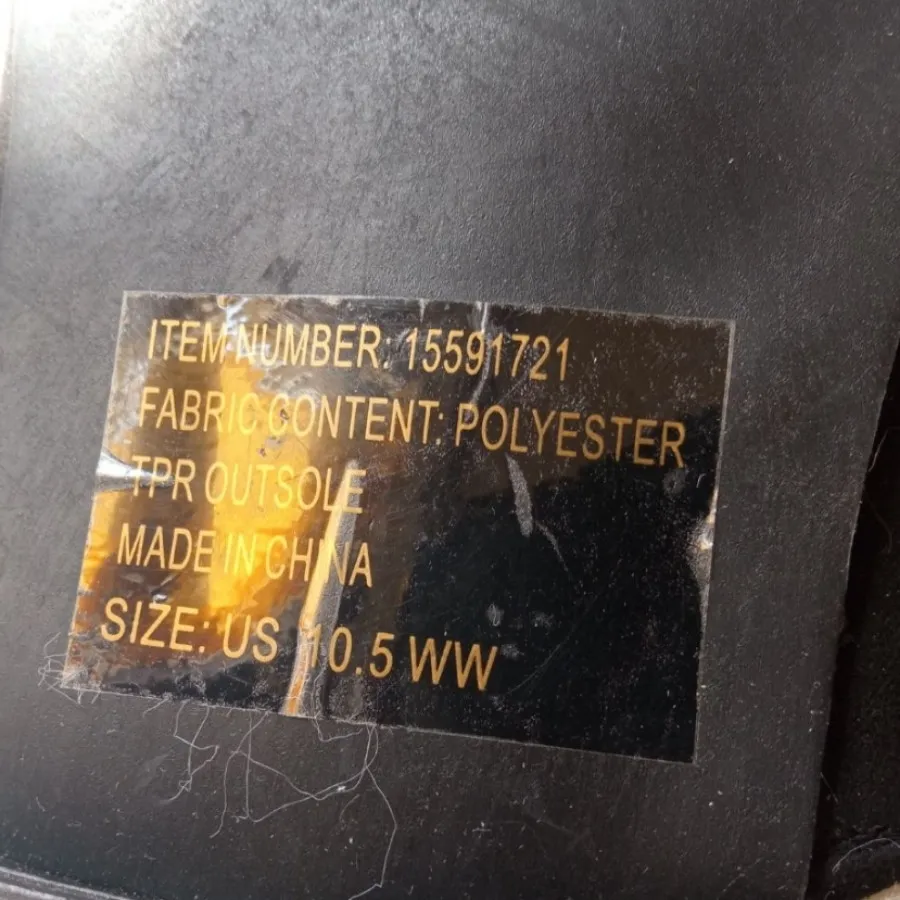 ITEM NUMBER: 15591721
FABRIC CONTENT: POLYESTER
TPR OUTSOLE
MADE IN CHINA
SIZE: US 10.5 WW